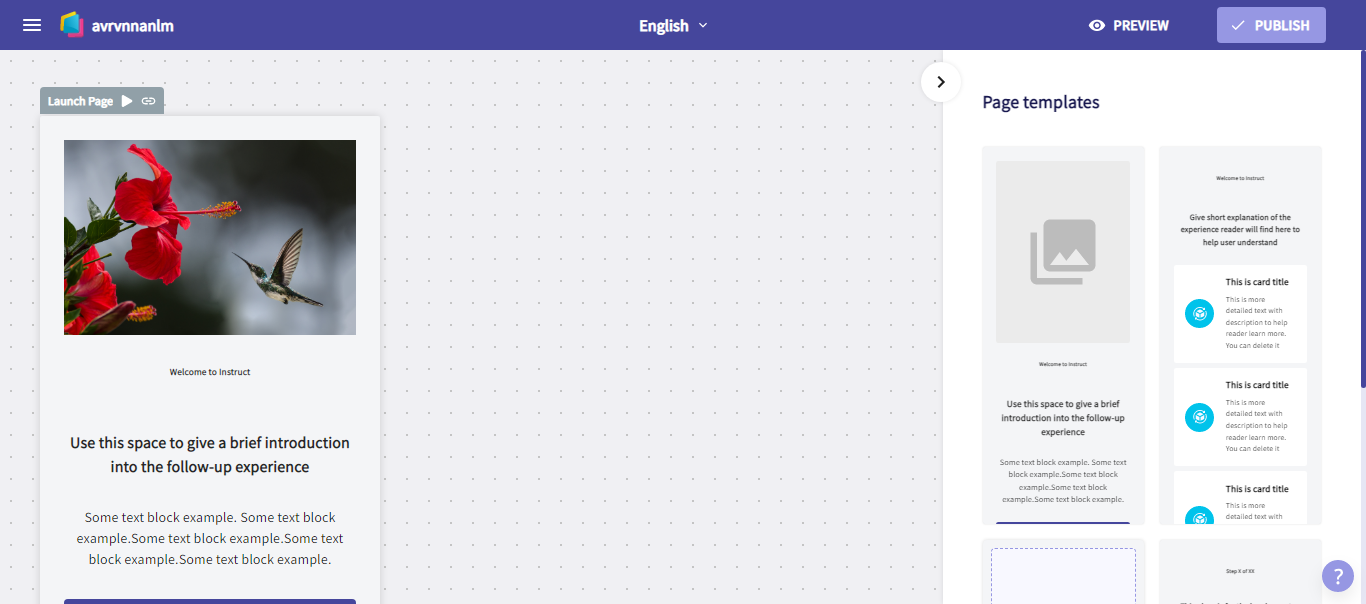 avrvnnanlm
English
PREVIEW
PUBLISH
Launch Page
Welcome to Instruct
Use this space to give a brief introduction
into the follow-up experience
Some text block example. Some text block
example.Some text block example.Some text
block example.Some text block example.
Page templates
Welcome to Instruct
Use this space to give a brief
introduction into the follow-up
experience
Some text block example. Some text
block example.Some text block
example.Some text block
example.Some text block example.
Welcome to Instruct
Give short explanation of the
experience reader will find here to
help user understand
This is card title
This is more
detailed text with
description to help
reader learn more.
You can delete it
This is card title
This is more
detailed text with
description to help
reader learn more.
You can delete it
This is card title
This is more
detailed text with
Step X of XX
?